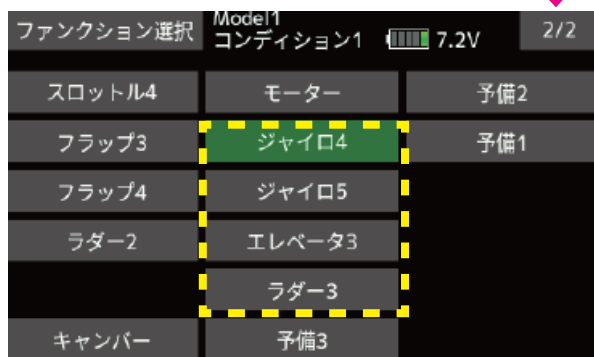 ファンクション選択
Model1
コンディション1 7.2V
2/2
スロットル4 モーター 予備2
フラップ3 ジャイロ4 予備1
フラップ4 ジャイロ5
ラダー2 エレベータ3
ラダー3
キャンバー 予備3